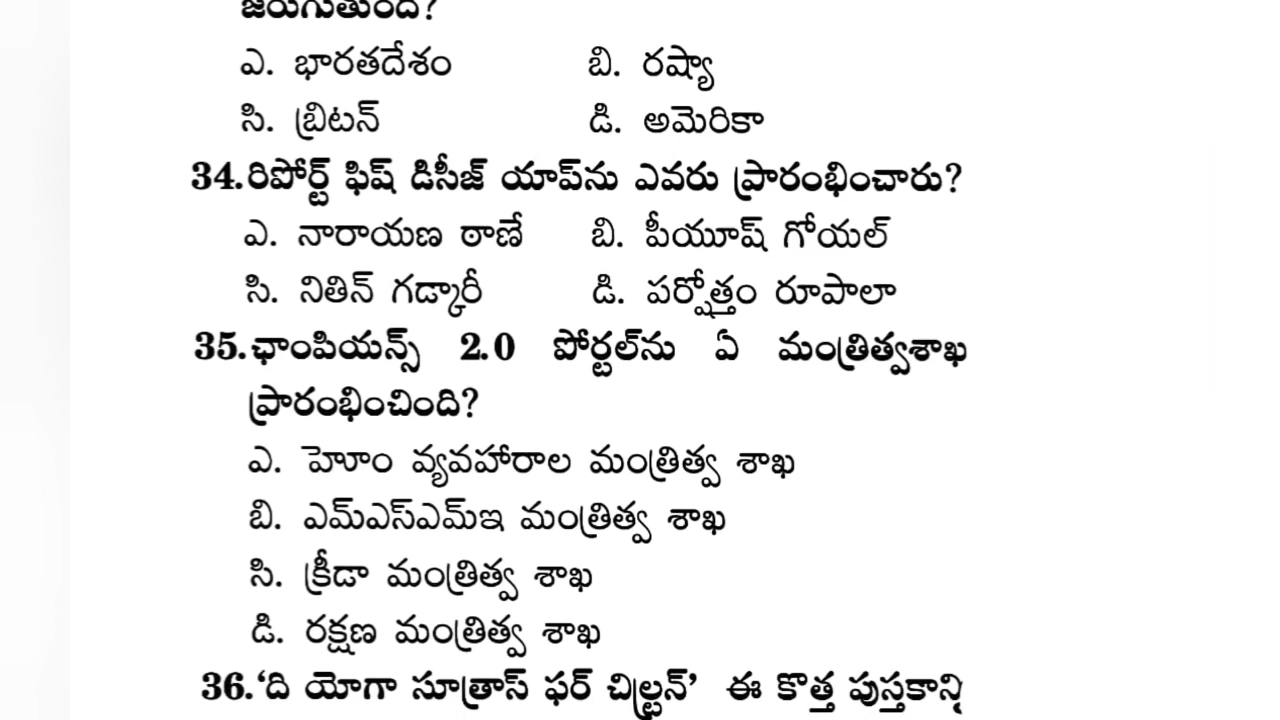 జరుగుతుంది?
ఎ. భారతదేశం బి. రష్యా
సి. బ్రిటన్ డి. అమెరికా
34.రిపోర్ట్ ఫిష్ డిసీజ్ యాప్‌ను ఎవరు ప్రారంభించారు?
ఎ. నారాయణ ఠాణే బి. పీయూష్ గోయల్
సి. నితిన్ గడ్కారీ డి. పర్షోత్తం రూపాలా
35.ఛాంపియన్స్ 2.0 పోర్టల్‌ను ఏ మంత్రిత్వశాఖ
ప్రారంభించింది?
ఎ. హెూం వ్యవహారాల మంత్రిత్వ శాఖ
బి. ఎమ్ఎస్ఎమ్ఇ మంత్రిత్వ శాఖ
సి. క్రీడా మంత్రిత్వ శాఖ
డి. రక్షణ మంత్రిత్వ శాఖ
36.‘ది యోగా సూత్రాస్ ఫర్ చిల్డ్రన్’ ఈ కొత్త పుస్తకాన్ని